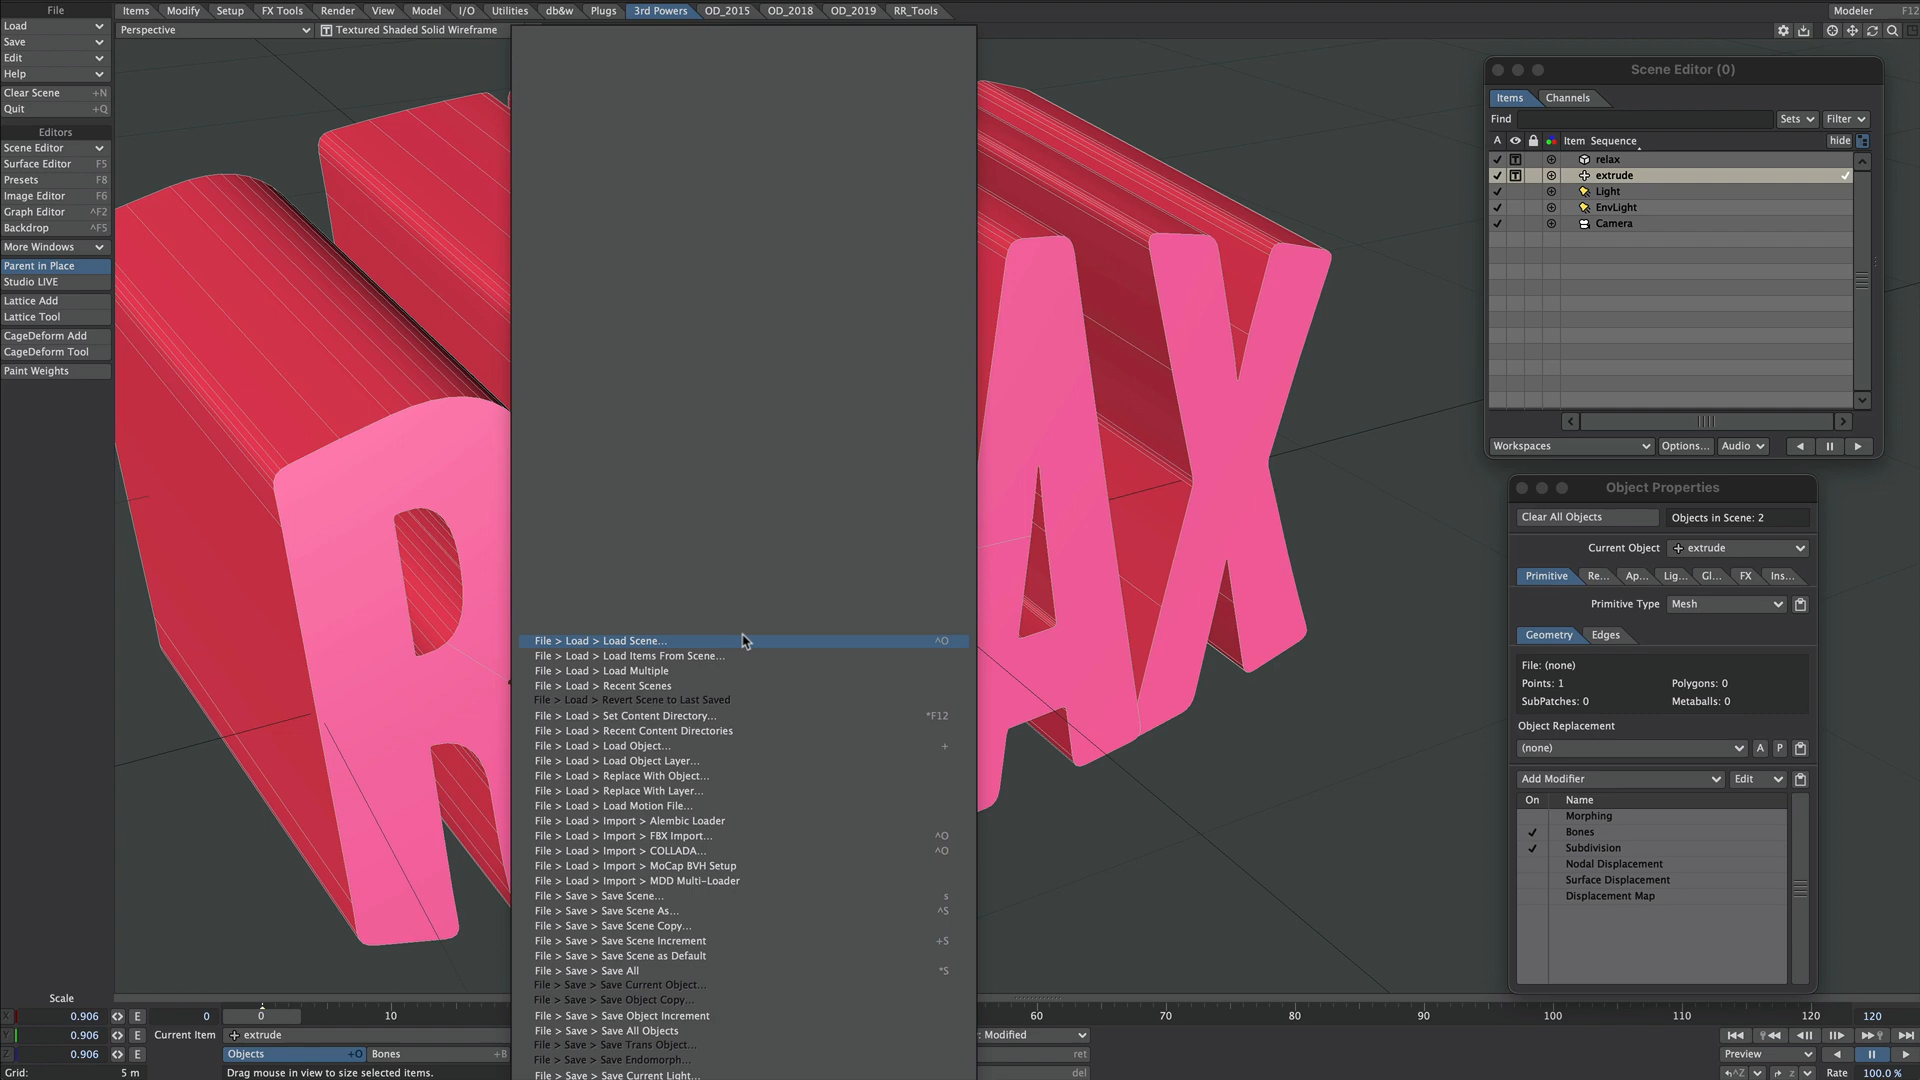 File Items Modify Setup FX Tools Render View Model I/O Utilities db&w Plugs 3rd Powers OD_2015 OD_2018 OD_2019 RR_Tools Modeler F12
Load
Save
Edit
Help
Clear Scene +N
Quit +Q
Editors
Scene Editor
Surface Editor F5
Presets F8
Image Editor F6
Graph Editor ^F2
Backdrop ^F5
More Windows
Parent in Place
Studio LIVE
Lattice Add
Lattice Tool
CageDeform Add
CageDeform Tool
Paint Weights
Perspective T Textured Shaded Solid Wireframe
R AX
File > Load > Load Scene... ^O
File > Load > Load Items From Scene...
File > Load > Load Multiple
File > Load > Recent Scenes
File > Load > Revert Scene to Last Saved
File > Load > Set Content Directory... *F12
File > Load > Recent Content Directories
File > Load > Load Object... +
File > Load > Load Object Layer...
File > Load > Replace With Object...
File > Load > Replace With Layer...
File > Load > Load Motion File...
File > Load > Import > Alembic Loader
File > Load > Import > FBX Import... ^O
File > Load > Import > COLLADA... ^O
File > Load > Import > MoCap BVH Setup
File > Load > Import > MDD Multi-Loader
File > Save > Save Scene... s
File > Save > Save Scene As... ^S
File > Save > Save Scene Copy...
File > Save > Save Scene Increment +S
File > Save > Save Scene as Default
File > Save > Save All *S
File > Save > Save Current Object...
File > Save > Save Object Copy...
File > Save > Save Object Increment
File > Save > Save All Objects
File > Save > Save Trans Object...
File > Save > Save Endomorph...
File > Save > Save Current Light...
Scene Editor (0)
Items Channels
Find Sets Filter
A Item Sequence hide
T relax
T extrude
Light
EnvLight
Camera
Workspaces Options... Audio
Object Properties
Clear All Objects Objects in Scene: 2
Current Object extrude
Primitive Re... Ap... Lig... Gl... FX Ins...
Primitive Type Mesh
Geometry Edges
File: (none)
Points: 1 Polygons: 0
SubPatches: 0 Metaballs: 0
Object Replacement
(none) A P
Add Modifier Edit
On Name
Morphing
Bones
Subdivision
Nodal Displacement
Surface Displacement
Displacement Map
Scale 0 10 60 70 80 90 100 110 120
X 0.906 E 0 0 120
Y 0.906 E Current Item extrude : Modified
Z 0.906 E Objects +O Bones +B ret Preview
Grid: 5 m Drag mouse in view to size selected items. del ^Z z Rate 100.0 %